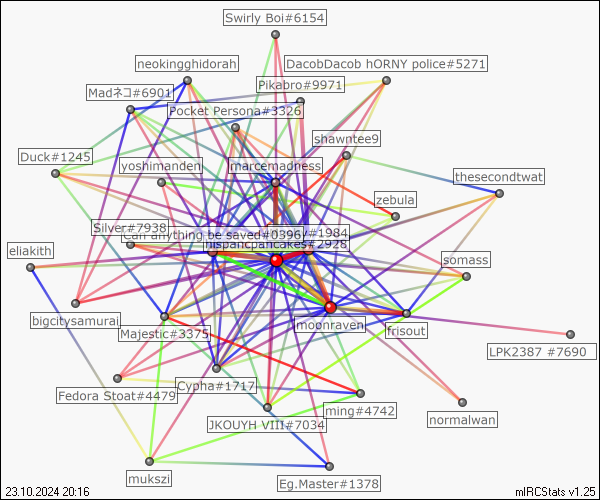 Swirly Boi#6154
neokingghidorah
DacobDacob hORNY police#5271
Pikabro#9971
Madネコ#6901
Pocket Persona#3326
shawntee9
Duck#1245
yoshimanden
marcemadness
thesecondtwat
zebula
Silver#7938
Can anything be saved?#0396
#1984
hispanicpancakes#2928
eliakith
somass
bigcitysamurai
Majestic#3375
moonraven
frisout
LPK2387 #7690
Fedora Stoat#4479
Cypha#1717
ming#4742
normalwan
JKOUYH VIII#7034
mukszi
Eg.Master#1378
23.10.2024 20:16
mIRCStats v1.25